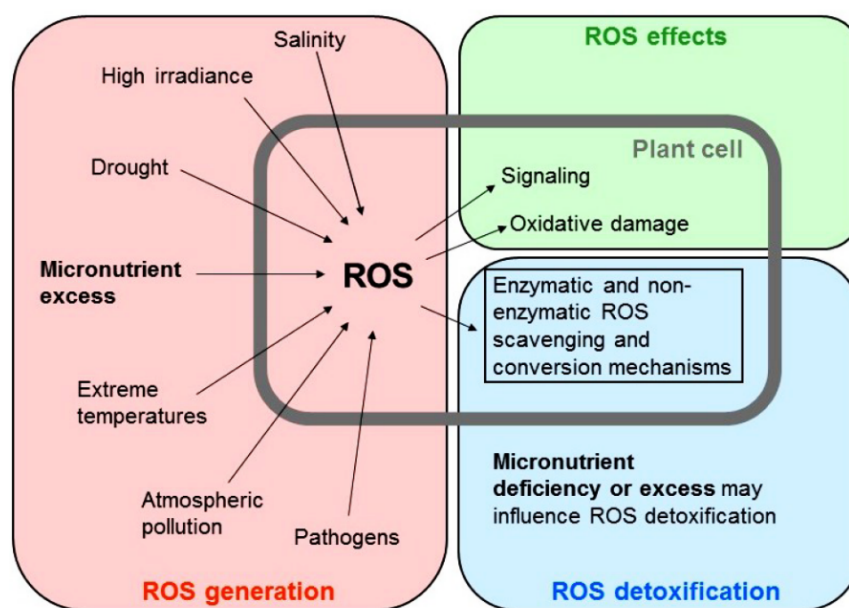 Salinity
High irradiance
Drought
Micronutrient
excess
Extreme
temperatures
Atmospheric
pollution
Pathogens
ROS generation
ROS
ROS effects
Plant cell
Signaling
Oxidative damage
Enzymatic and non-
enzymatic ROS
scavenging and
conversion mechanisms
Micronutrient
deficiency or excess may
influence ROS detoxification
ROS detoxification